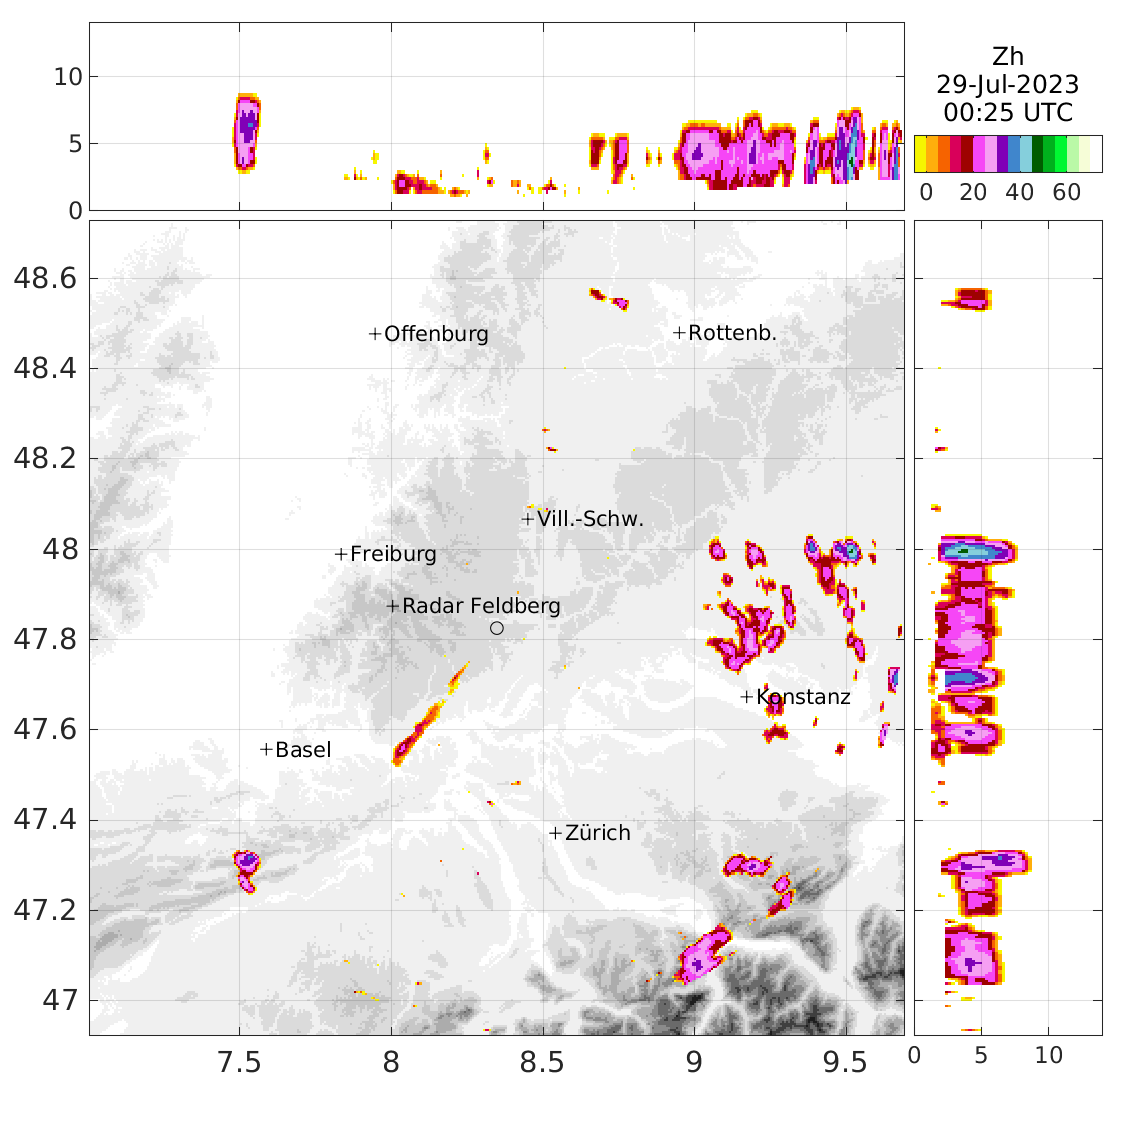 10
5
0
Zh
29-Jul-2023
00:25 UTC
0 20 40 60
48.6
48.4
48.2
48
47.8
47.6
47.4
47.2
47
Offenburg
Rottenb.
Vill.-Schw.
Freiburg
Radar Feldberg
Konstanz
Basel
Zürich
7.5 8 8.5 9 9.5
0 5 10